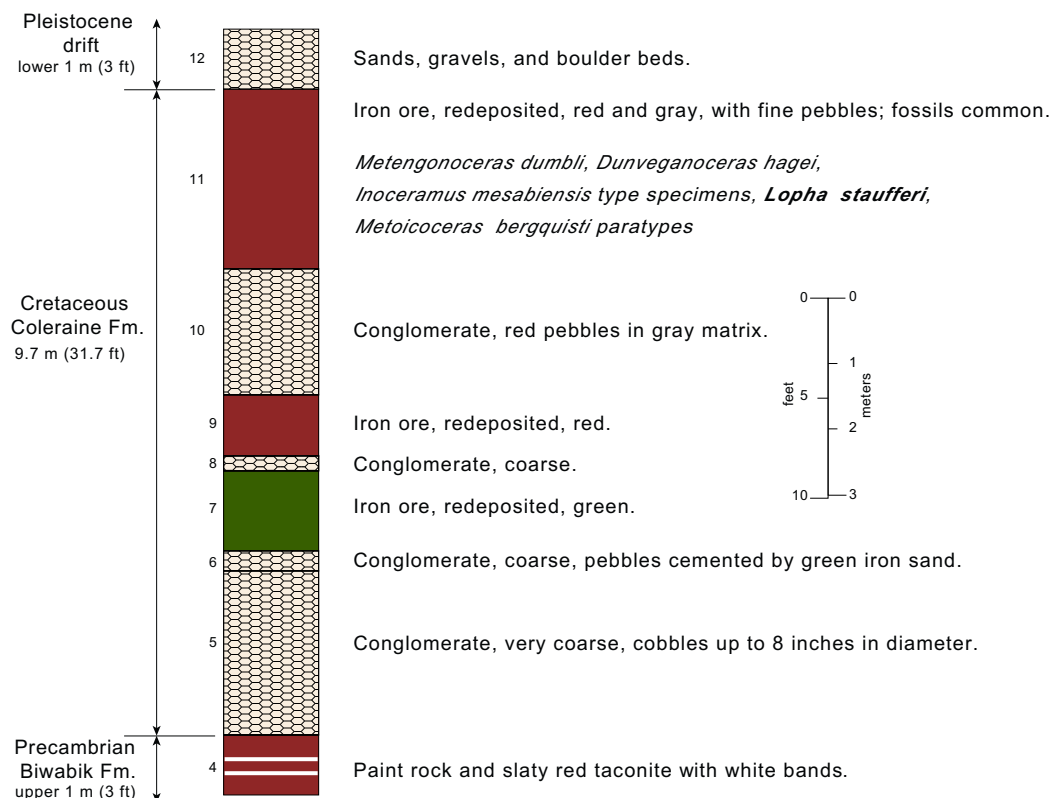 Pleistocene
drift
lower 1 m (3 ft)
12
Sands, gravels, and boulder beds.
Iron ore, redeposited, red and gray, with fine pebbles; fossils common.
11
Metengonoceras dumbli, Dunveganoceras hagei,
Inoceramus mesabiensis type specimens, Lopha staufferi,
Metoicoceras bergquisti paratypes
Cretaceous
Coleraine Fm.
9.7 m (31.7 ft)
10
Conglomerate, red pebbles in gray matrix.
0 0
1
feet 5 meters
2
10 3
9
Iron ore, redeposited, red.
8
Conglomerate, coarse.
7
Iron ore, redeposited, green.
6
Conglomerate, coarse, pebbles cemented by green iron sand.
5
Conglomerate, very coarse, cobbles up to 8 inches in diameter.
Precambrian
Biwabik Fm.
upper 1 m (3 ft)
4
Paint rock and slaty red taconite with white bands.